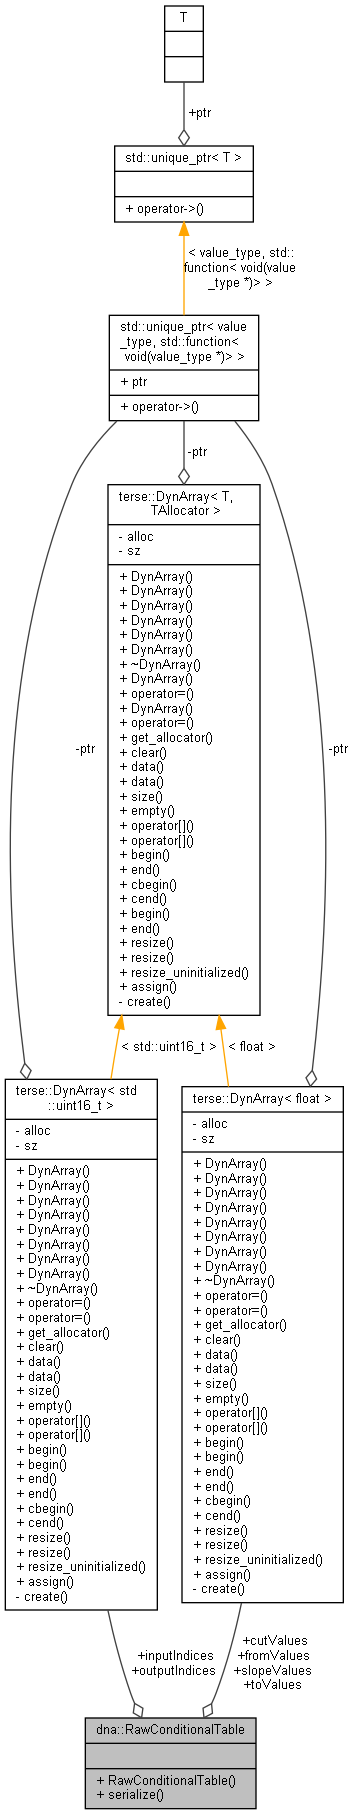 T
+ptr
std::unique_ptr< T >
+ operator->()
< value_type, std::
function< void(value
_type *)> >
std::unique_ptr< value
_type, std::function<
void(value_type *)> >
+ ptr
+ operator->()
-ptr
terse::DynArray< T,
TAllocator >
- alloc
- sz
+ DynArray()
+ DynArray()
+ DynArray()
+ DynArray()
+ DynArray()
+ DynArray()
+ ~DynArray()
+ DynArray()
+ operator=()
+ DynArray()
+ operator=()
+ get_allocator()
+ clear()
+ data()
+ data()
+ size()
+ empty()
+ operator[]()
+ operator[]()
+ begin()
+ end()
+ cbegin()
+ cend()
+ begin()
+ end()
+ resize()
+ resize()
+ resize_uninitialized()
+ assign()
- create()
-ptr
-ptr
< std::uint16_t >
< float >
terse::DynArray< std
::uint16_t >
- alloc
- sz
+ DynArray()
+ DynArray()
+ DynArray()
+ DynArray()
+ DynArray()
+ DynArray()
+ DynArray()
+ DynArray()
+ ~DynArray()
+ operator=()
+ operator=()
+ get_allocator()
+ clear()
+ data()
+ data()
+ size()
+ empty()
+ operator[]()
+ operator[]()
+ begin()
+ begin()
+ end()
+ end()
+ cbegin()
+ cend()
+ resize()
+ resize()
+ resize_uninitialized()
+ assign()
- create()
terse::DynArray< float >
- alloc
- sz
+ DynArray()
+ DynArray()
+ DynArray()
+ DynArray()
+ DynArray()
+ DynArray()
+ DynArray()
+ DynArray()
+ ~DynArray()
+ operator=()
+ operator=()
+ get_allocator()
+ clear()
+ data()
+ data()
+ size()
+ empty()
+ operator[]()
+ operator[]()
+ begin()
+ begin()
+ end()
+ end()
+ cbegin()
+ cend()
+ resize()
+ resize()
+ resize_uninitialized()
+ assign()
- create()
+inputIndices
+outputIndices
+cutValues
+fromValues
+slopeValues
+toValues
dna::RawConditionalTable
+ RawConditionalTable()
+ serialize()